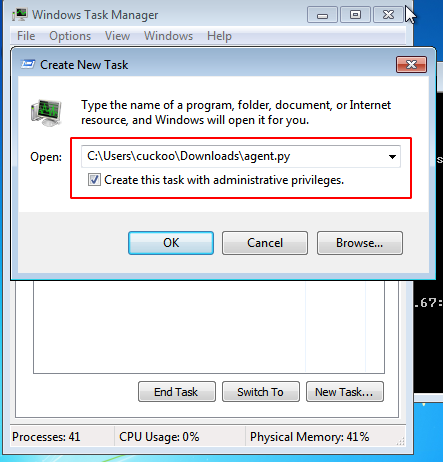 Windows Task Manager
File Options View Windows Help
Create New Task
Type the name of a program, folder, document, or Internet
resource, and Windows will open it for you.
Open: C:\Users\cuckoo\Downloads\agent.py
Create this task with administrative privileges.
OK Cancel Browse...
.67:
End Task Switch To New Task...
Processes: 41 CPU Usage: 0% Physical Memory: 41%